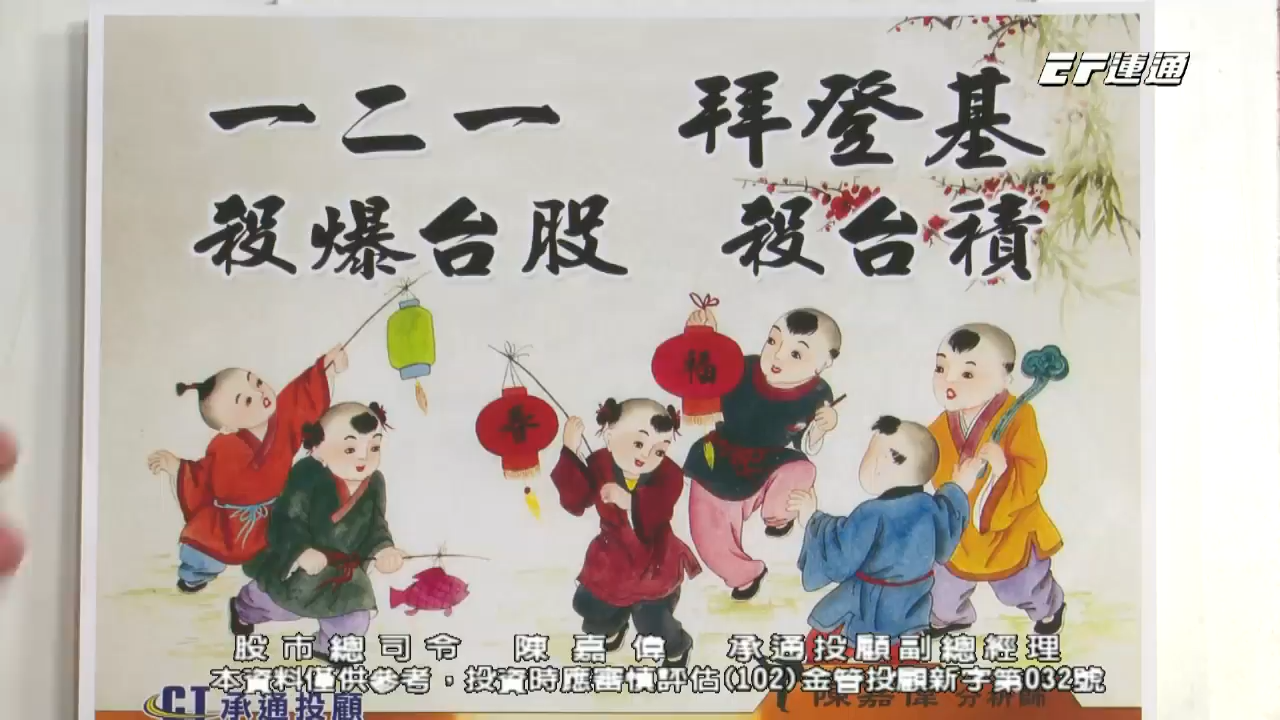 EF運通
一二一 拜登基
殺爆台股 殺台積
福
春
股市總司令 陳嘉偉 承通投顧副總經理
本資料僅供參考，投資時應審慎評估(102)金管投顧新字第032號
CT承通投顧
陳嘉偉 分析師